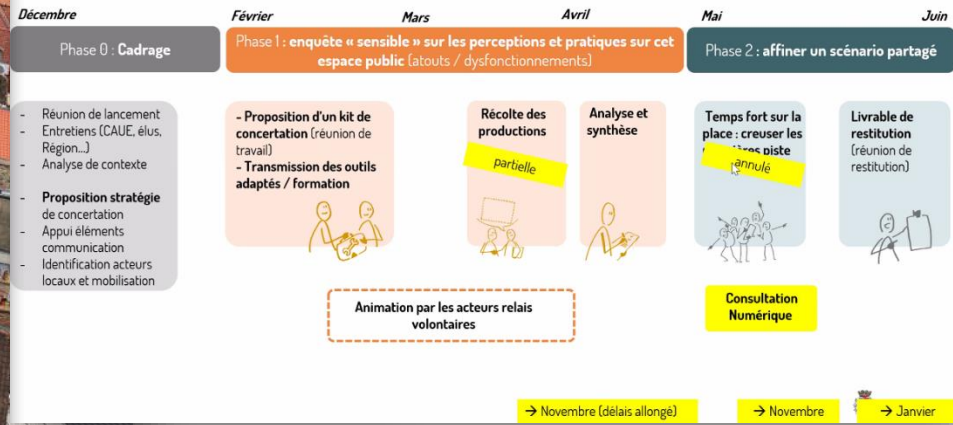 Décembre
Février
Mars
Avril
Mai
Juin
Phase 0 : Cadrage
Phase 1 : enquête « sensible » sur les perceptions et pratiques sur cet
espace public (atouts / dysfonctionnements)
Phase 2 : affiner un scénario partagé
- Réunion de lancement
- Entretiens (CAUE, élus,
Région...)
- Analyse de contexte
- Proposition stratégie
de concertation
- Appui éléments
communication
- Identification acteurs
locaux et mobilisation
- Proposition d'un kit de
concertation (réunion de
travail)
- Transmission des outils
adaptés / formation
Récolte des
productions
partielle
Analyse et
synthèse
Temps fort sur la
place : creuser les
piste
annulé
Livrable de
restitution
(réunion de
restitution)
Animation par les acteurs relais
volontaires
Consultation
Numérique
→ Novembre (délais allongé)
→ Novembre
→ Janvier